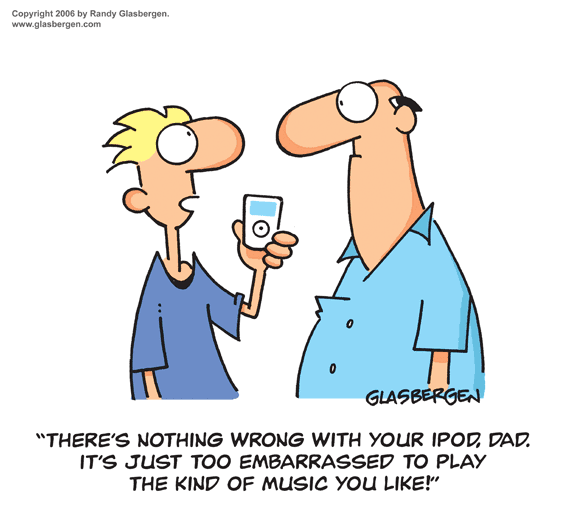 Copyright 2006 by Randy Glasbergen.
www.glasbergen.com
GLASBERGEN
“THERE’S NOTHING WRONG WITH YOUR IPOD, DAD.
IT’S JUST TOO EMBARRASSED TO PLAY
THE KIND OF MUSIC YOU LIKE!”